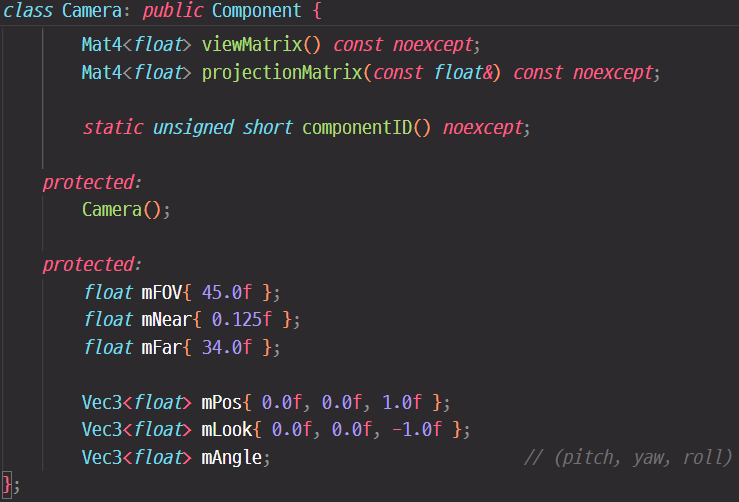 class Camera: public Component {
Mat4<float> viewMatrix() const noexcept;
Mat4<float> projectionMatrix(const float&) const noexcept;
static unsigned short componentID() noexcept;
protected:
Camera();
protected:
float mFOV{ 45.0f };
float mNear{ 0.125f };
float mFar{ 34.0f };
Vec3<float> mPos{ 0.0f, 0.0f, 1.0f };
Vec3<float> mLook{ 0.0f, 0.0f, -1.0f };
Vec3<float> mAngle; // (pitch, yaw, roll)
};